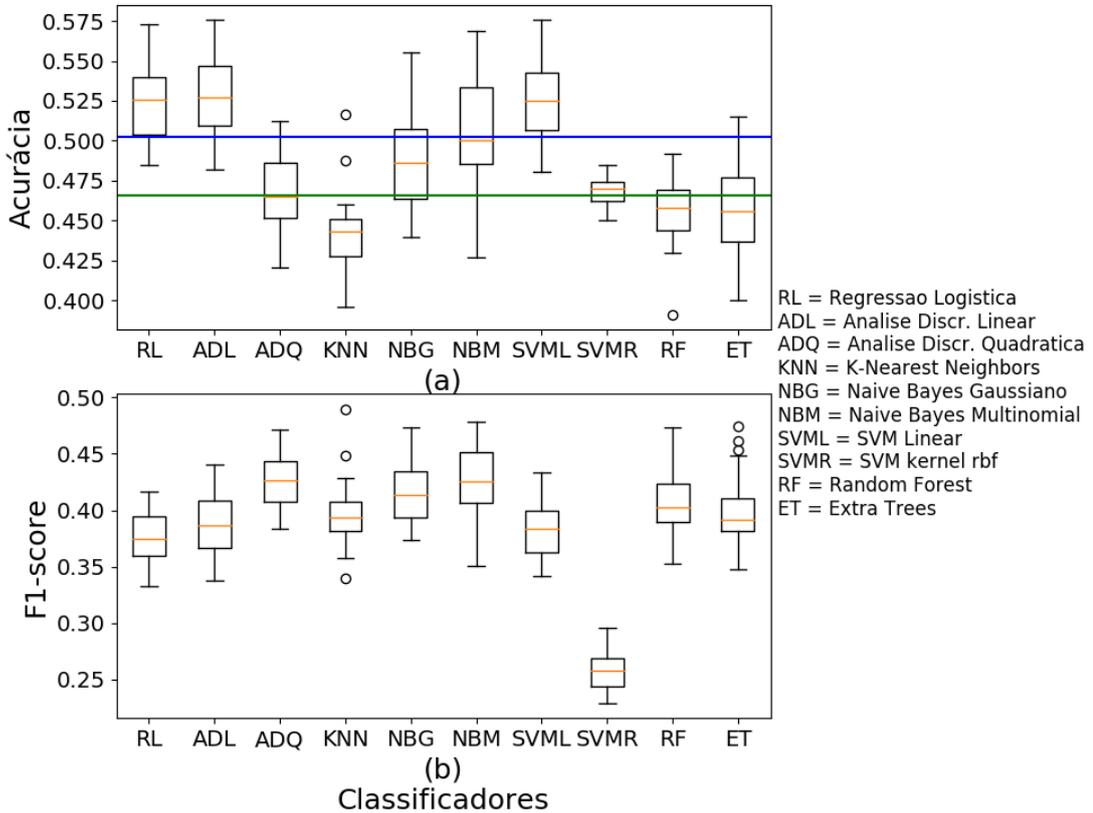 0.575
0.550
0.525
0.500
0.475
0.450
0.425
0.400
Acurácia
RL ADL ADQ KNN NBG NBM SVML SVMR RF ET
(a)
0.50
0.45
0.40
0.35
0.30
0.25
F1-score
RL ADL ADQ KNN NBG NBM SVML SVMR RF ET
(b)
Classificadores
RL = Regressao Logistica
ADL = Analise Discr. Linear
ADQ = Analise Discr. Quadratica
KNN = K-Nearest Neighbors
NBG = Naive Bayes Gaussiano
NBM = Naive Bayes Multinomial
SVML = SVM Linear
SVMR = SVM kernel rbf
RF = Random Forest
ET = Extra Trees